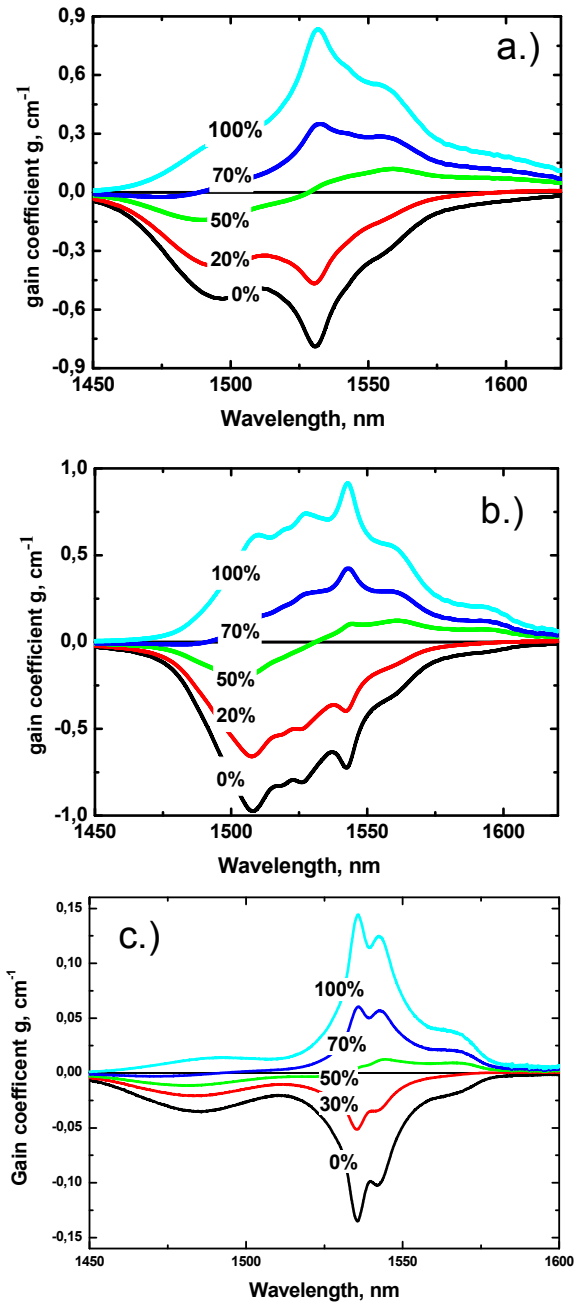 a.)
0,9
0,6
0,3
0,0
-0,3
-0,6
-0,9
gain coefficient g, cm⁻¹
100%
70%
50%
20%
0%
1450 1500 1550 1600
Wavelength, nm
b.)
1,0
0,5
0,0
-0,5
-1,0
gain coefficient g, cm⁻¹
100%
70%
50%
20%
0%
1450 1500 1550 1600
Wavelength, nm
c.)
0,15
0,10
0,05
0,00
-0,05
-0,10
-0,15
Gain coefficent g, cm⁻¹
100%
70%
50%
30%
0%
1450 1500 1550 1600
Wavelength, nm